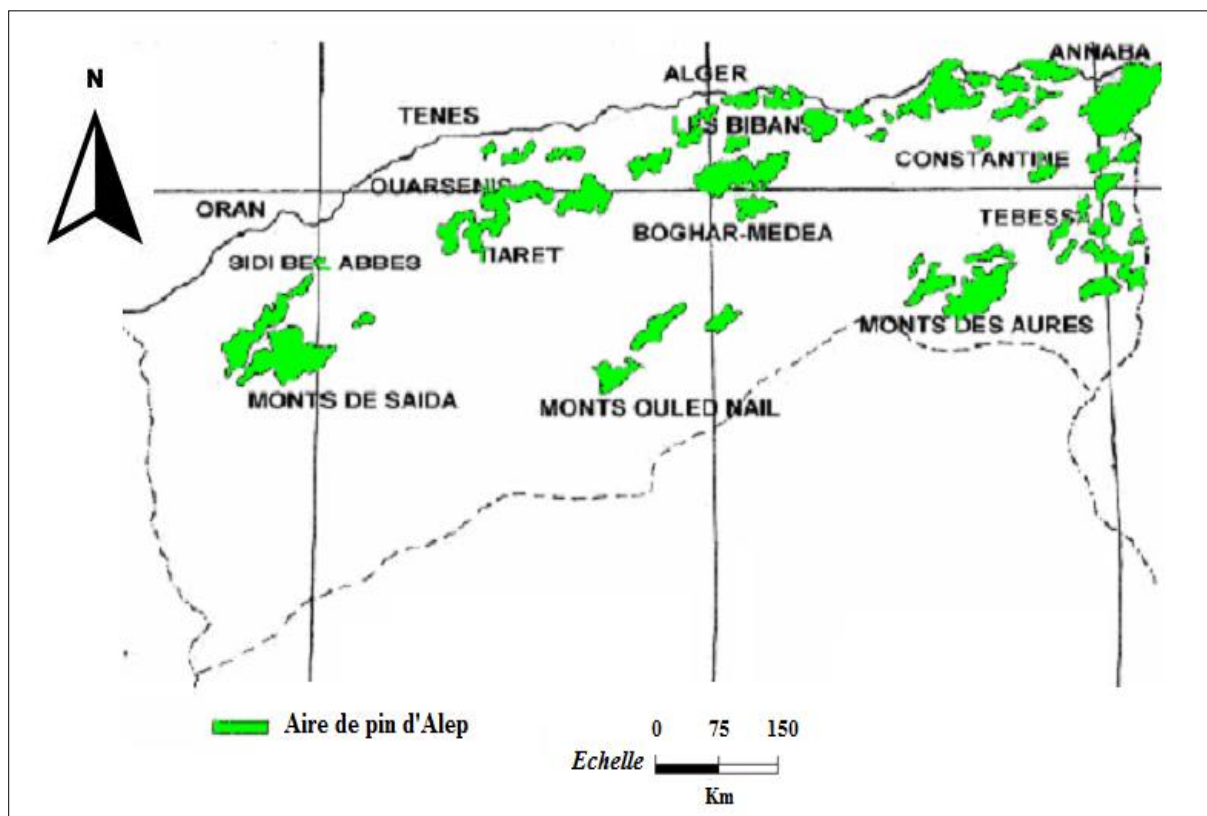 N
ANNABA
ALGER
TENES
LES BIBANS
CONSTANTINE
OUARSENIS
ORAN
TEBESSA
BOGHAR-MEDEA
SIDI BEL ABBES
TIARET
MONTS DES AURES
MONTS DE SAIDA
MONTS OULED NAIL
Aire de pin d'Alep
0 75 150
Echelle
Km